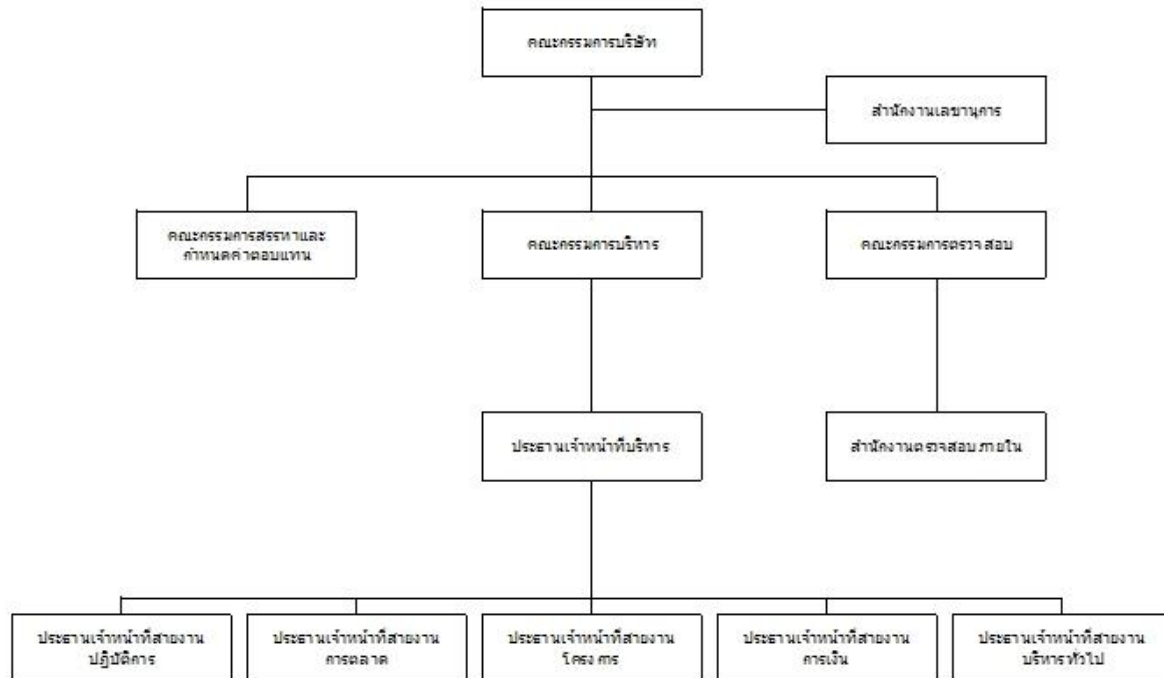 คณะกรรมการบริษัท
สำนักงานเลขานุการ
คณะกรรมการสรรหาและ
กำหนดค่าตอบแทน
คณะกรรมการบริหาร
คณะกรรมการตรวจสอบ
ประธานเจ้าหน้าที่บริหาร
สำนักงานตรวจสอบภายใน
ประธานเจ้าหน้าที่สายงาน
ปฏิบัติการ
ประธานเจ้าหน้าที่สายงาน
การตลาด
ประธานเจ้าหน้าที่สายงาน
โครงการ
ประธานเจ้าหน้าที่สายงาน
การเงิน
ประธานเจ้าหน้าที่สายงาน
บริหารทั่วไป